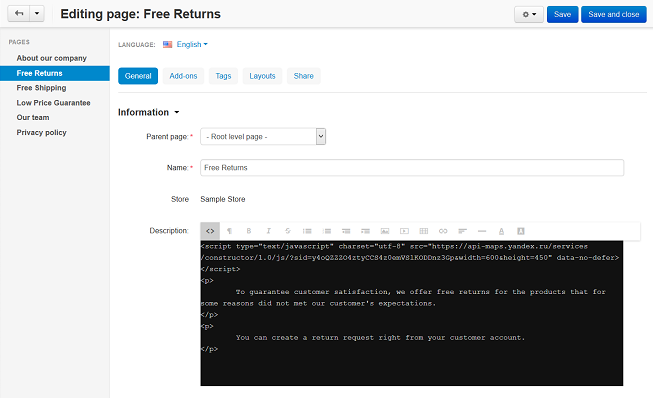 Editing page: Free Returns
Save
Save and close
PAGES
About our company
Free Returns
Free Shipping
Low Price Guarantee
Our team
Privacy policy
LANGUAGE: English
General Add-ons Tags Layouts Share
Information
Parent page: * - Root level page -
Name: * Free Returns
Store Sample Store
Description:
<> ¶ B I S A A
<script type="text/javascript" charset="utf-8" src="https://api-maps.yandex.ru/services
/constructor/1.0/js/?sid=y4oQZZZO4ztyCCS4z0emVSlKODDnz3Gp&width=600&height=450" data-no-defer>
</script>
<p>
To guarantee customer satisfaction, we offer free returns for the products that for
some reasons did not met our customer's expectations.
</p>
<p>
You can create a return request right from your customer account.
</p>